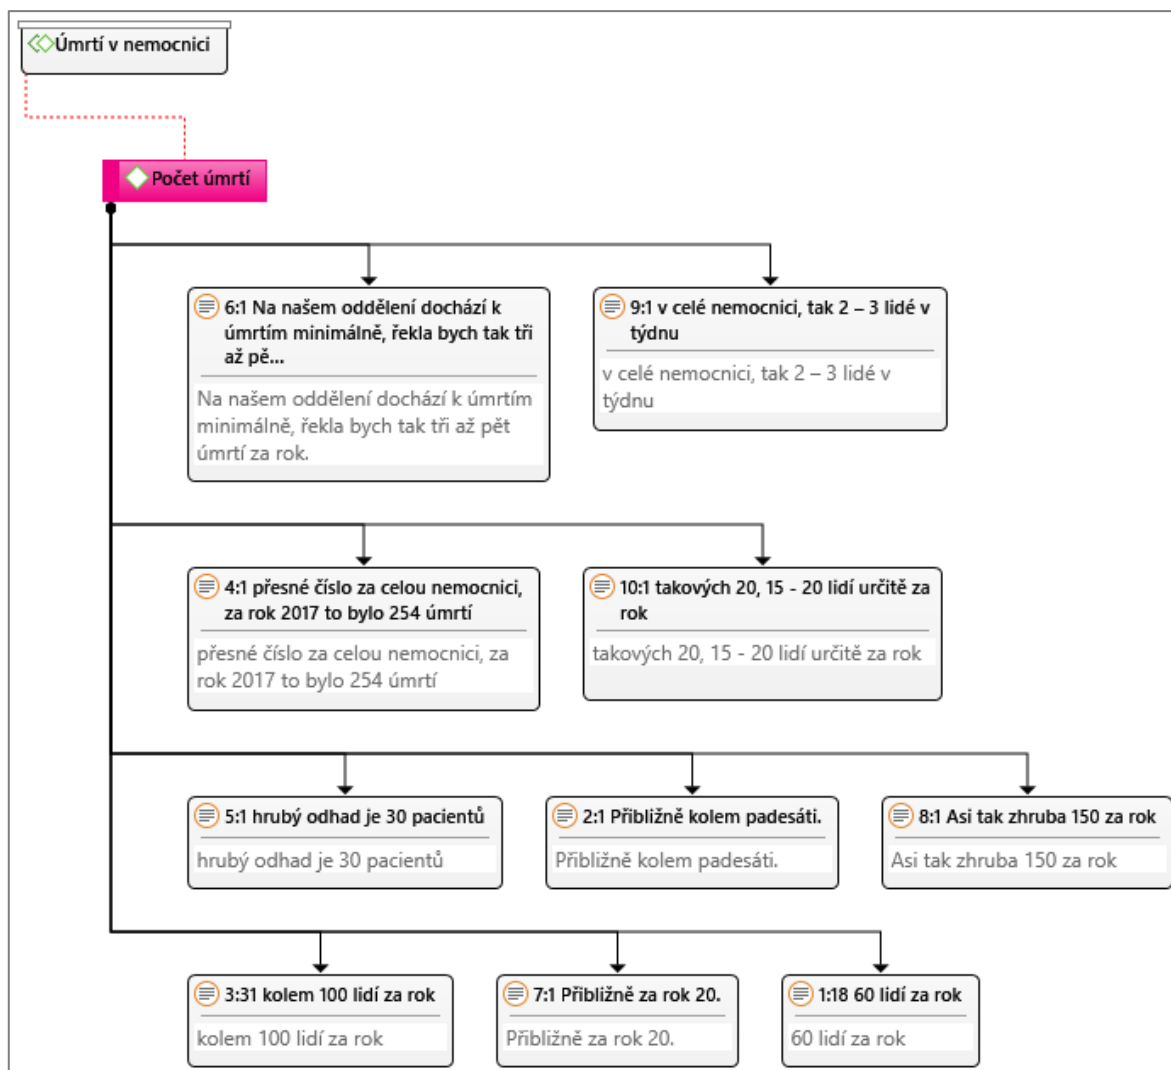 Úmrtí v nemocnici
Počet úmrtí
6:1 Na našem oddělení dochází k
úmrtím minimálně, řekla bych tak tři
až pě...
Na našem oddělení dochází k úmrtím
minimálně, řekla bych tak tři až pět
úmrtí za rok.
9:1 v celé nemocnici, tak 2 – 3 lidé v
týdnu
v celé nemocnici, tak 2 – 3 lidé v
týdnu
4:1 přesné číslo za celou nemocnici,
za rok 2017 to bylo 254 úmrtí
přesné číslo za celou nemocnici, za
rok 2017 to bylo 254 úmrtí
10:1 takových 20, 15 - 20 lidí určitě za
rok
takových 20, 15 - 20 lidí určitě za rok
5:1 hrubý odhad je 30 pacientů
hrubý odhad je 30 pacientů
2:1 Přibližně kolem padesáti.
Přibližně kolem padesáti.
8:1 Asi tak zhruba 150 za rok
Asi tak zhruba 150 za rok
3:31 kolem 100 lidí za rok
kolem 100 lidí za rok
7:1 Přibližně za rok 20.
Přibližně za rok 20.
1:18 60 lidí za rok
60 lidí za rok